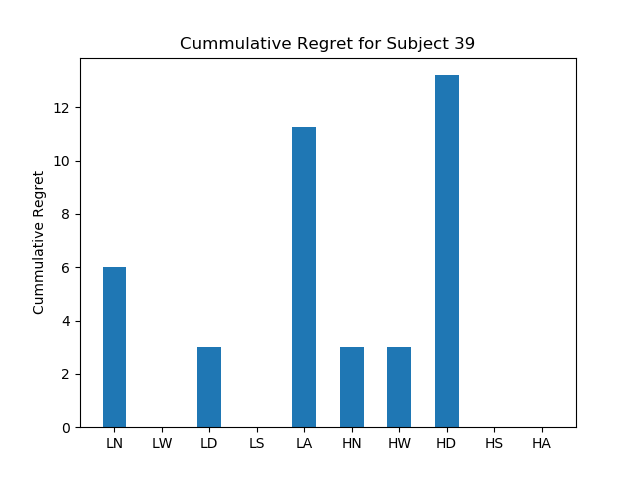 Cummulative Regret for Subject 39
Cummulative Regret
12
10
8
6
4
2
0
LN LW LD LS LA HN HW HD HS HA